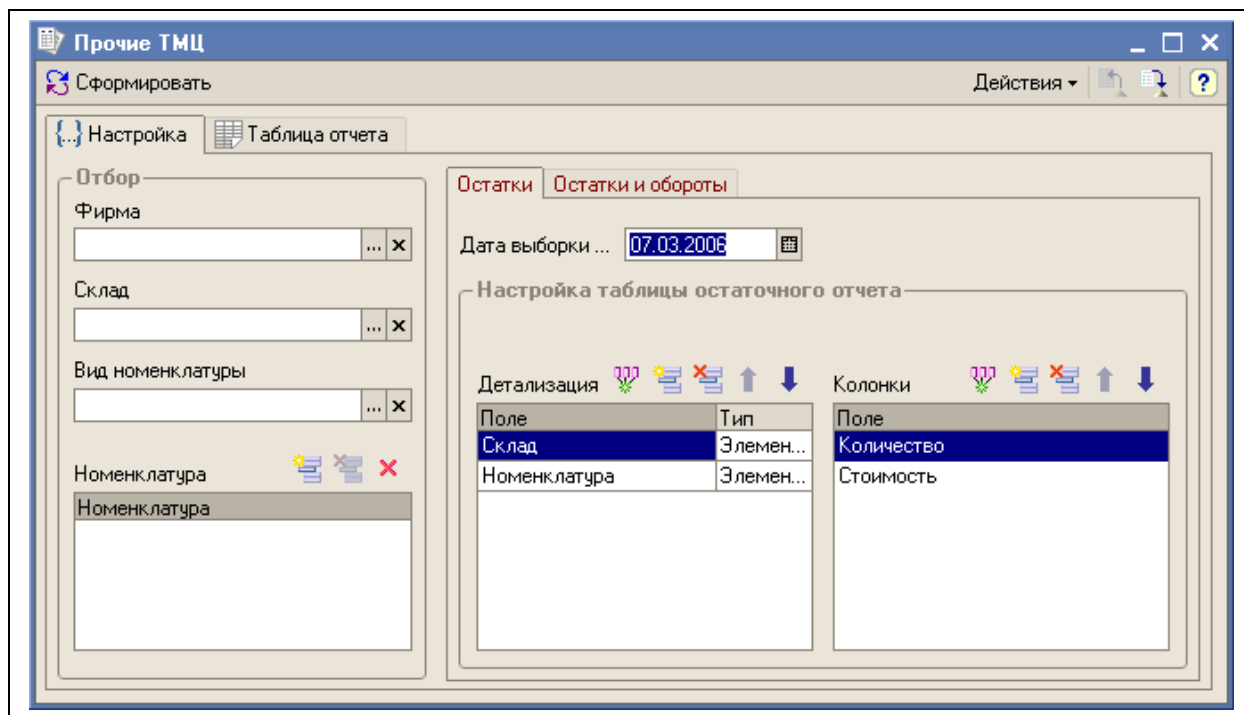 Прочие ТМЦ
Сформировать
Действия
?
{...} Настройка
Таблица отчета
Отбор
Фирма
... x
Склад
... x
Вид номенклатуры
... x
Номенклатура
Номенклатура
Остатки
Остатки и обороты
Дата выборки ... 07.03.2006
Настройка таблицы остаточного отчета
Детализация
Поле Тип
Склад Элемен...
Номенклатура Элемен...
Колонки
Поле
Количество
Стоимость